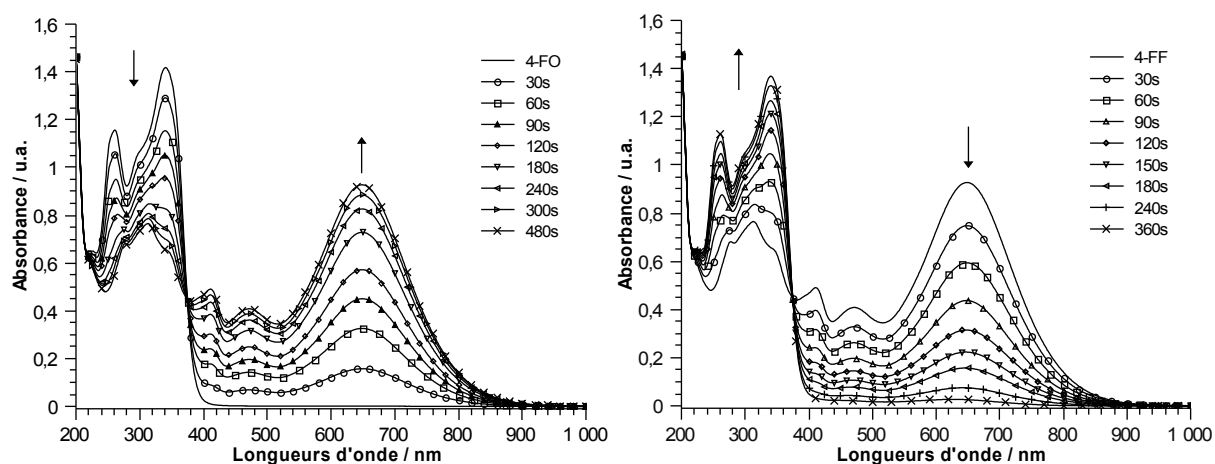 1,6
1,4
1,2
1
0,8
0,6
0,4
0,2
0
Absorbance / u.a.
200 300 400 500 600 700 800 900 1 000
Longueurs d'onde / nm
4-FO
30s
60s
90s
120s
180s
240s
300s
480s
1,6
1,4
1,2
1
0,8
0,6
0,4
0,2
0
Absorbance / u.a.
200 300 400 500 600 700 800 900 1 000
Longueurs d'onde / nm
4-FF
30s
60s
90s
120s
150s
180s
240s
360s